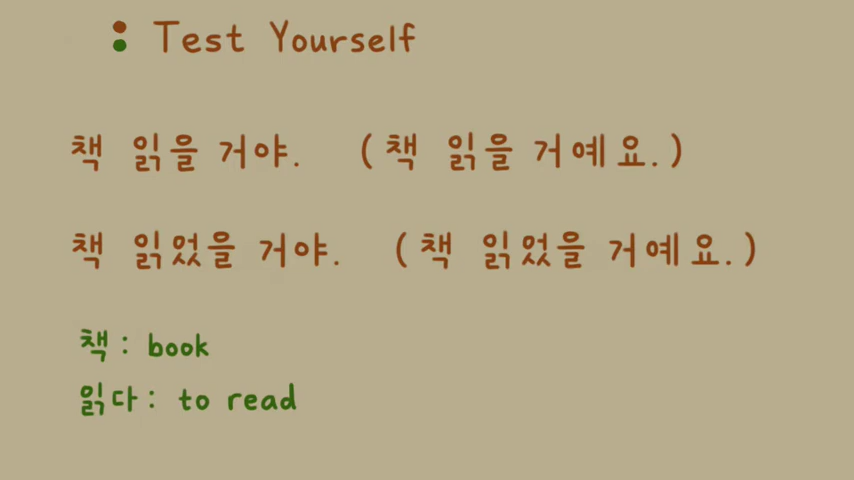 : Test Yourself
책 읽을 거야. (책 읽을 거예요.)
책 읽었을 거야. (책 읽었을 거예요.)
책: book
읽다: to read